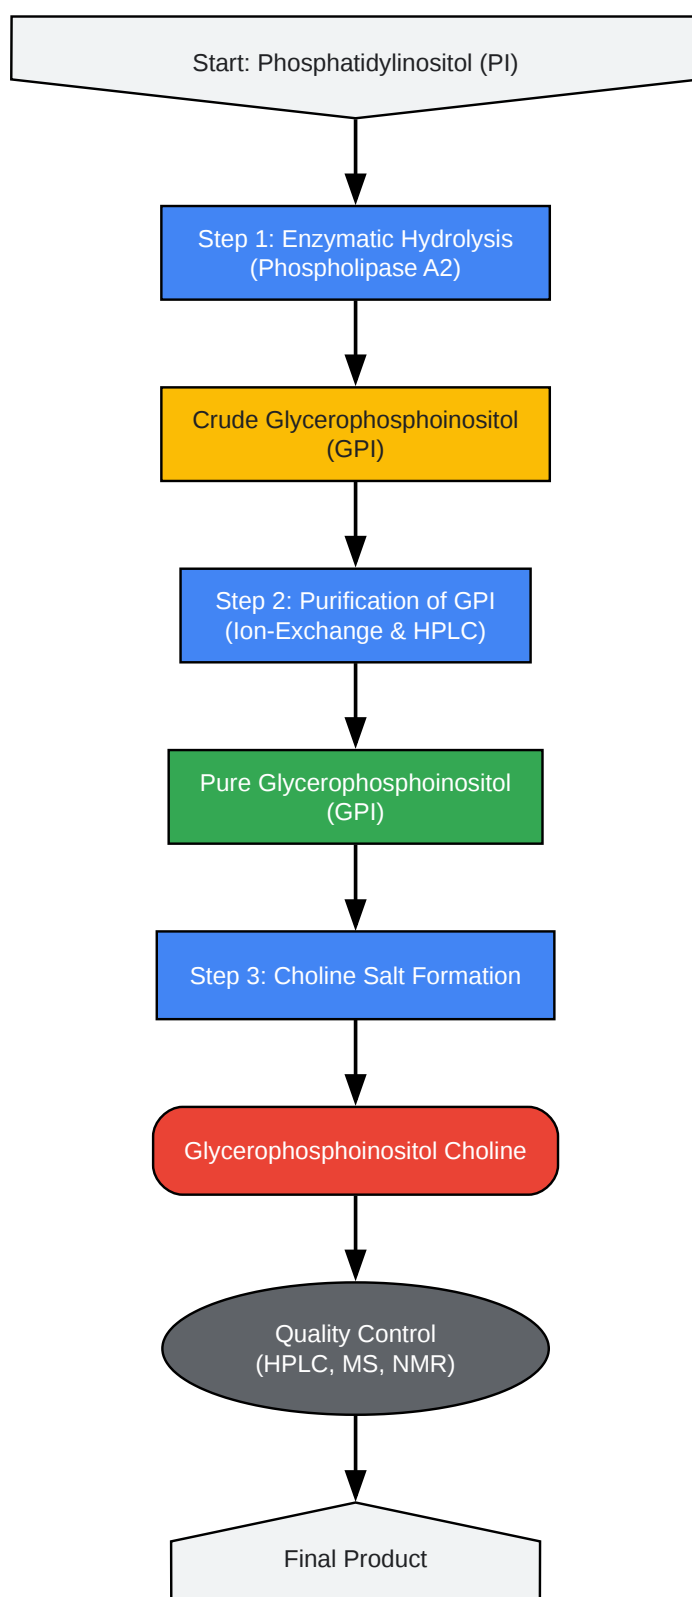 Start: Phosphatidylinositol (PI)
Step 1: Enzymatic Hydrolysis
(Phospholipase A2)
Crude Glycerophosphoinositol
(GPI)
Step 2: Purification of GPI
(Ion-Exchange & HPLC)
Pure Glycerophosphoinositol
(GPI)
Step 3: Choline Salt Formation
Glycerophosphoinositol Choline
Quality Control
(HPLC, MS, NMR)
Final Product